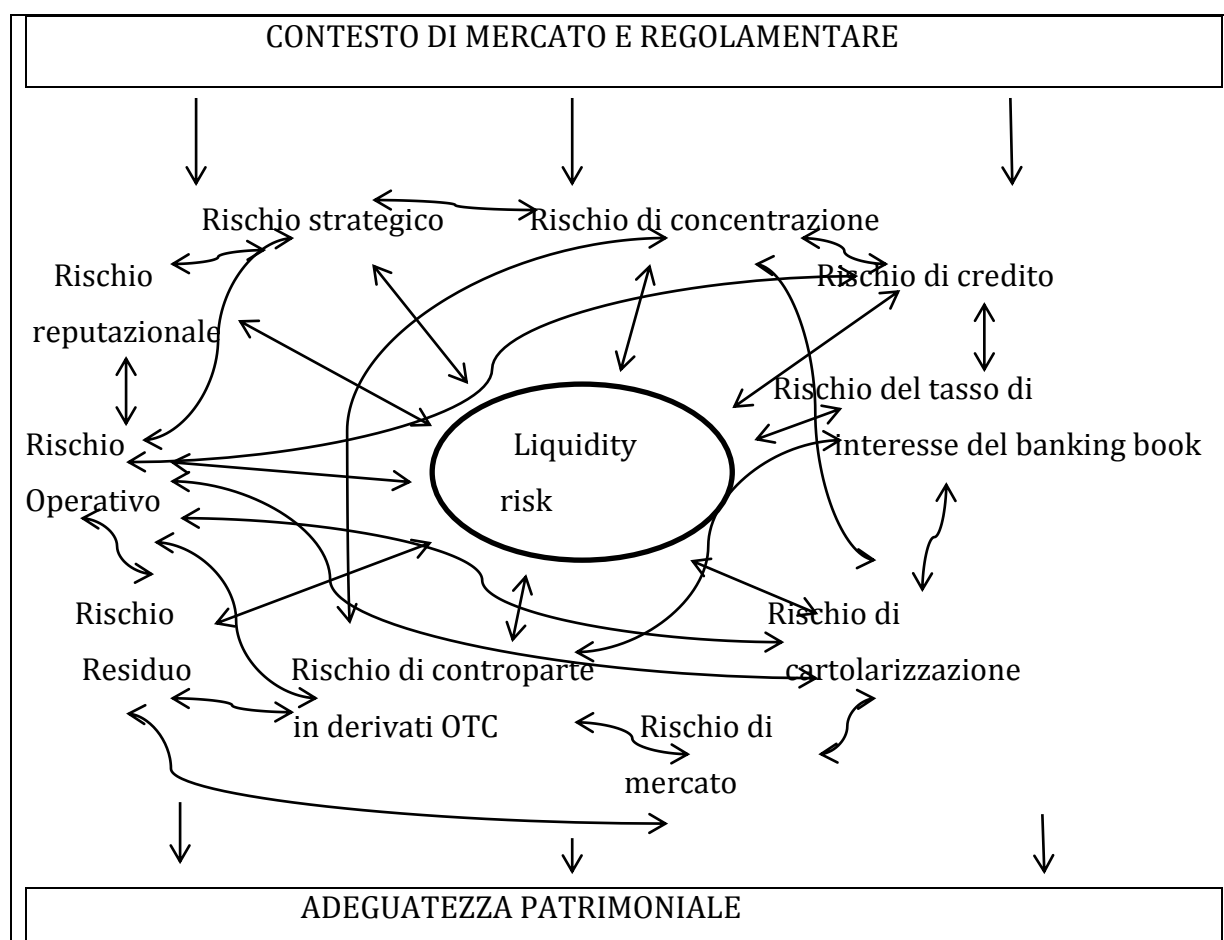 CONTESTO DI MERCATO E REGOLAMENTARE
Rischio strategico
Rischio di concentrazione
Rischio
reputazionale
Rischio di credito
Rischio del tasso di
interesse del banking book
Rischio
Operativo
Liquidity
risk
Rischio
Residuo
Rischio di controparte
in derivati OTC
Rischio di
mercato
Rischio di
cartolarizzazione
ADEGUATEZZA PATRIMONIALE